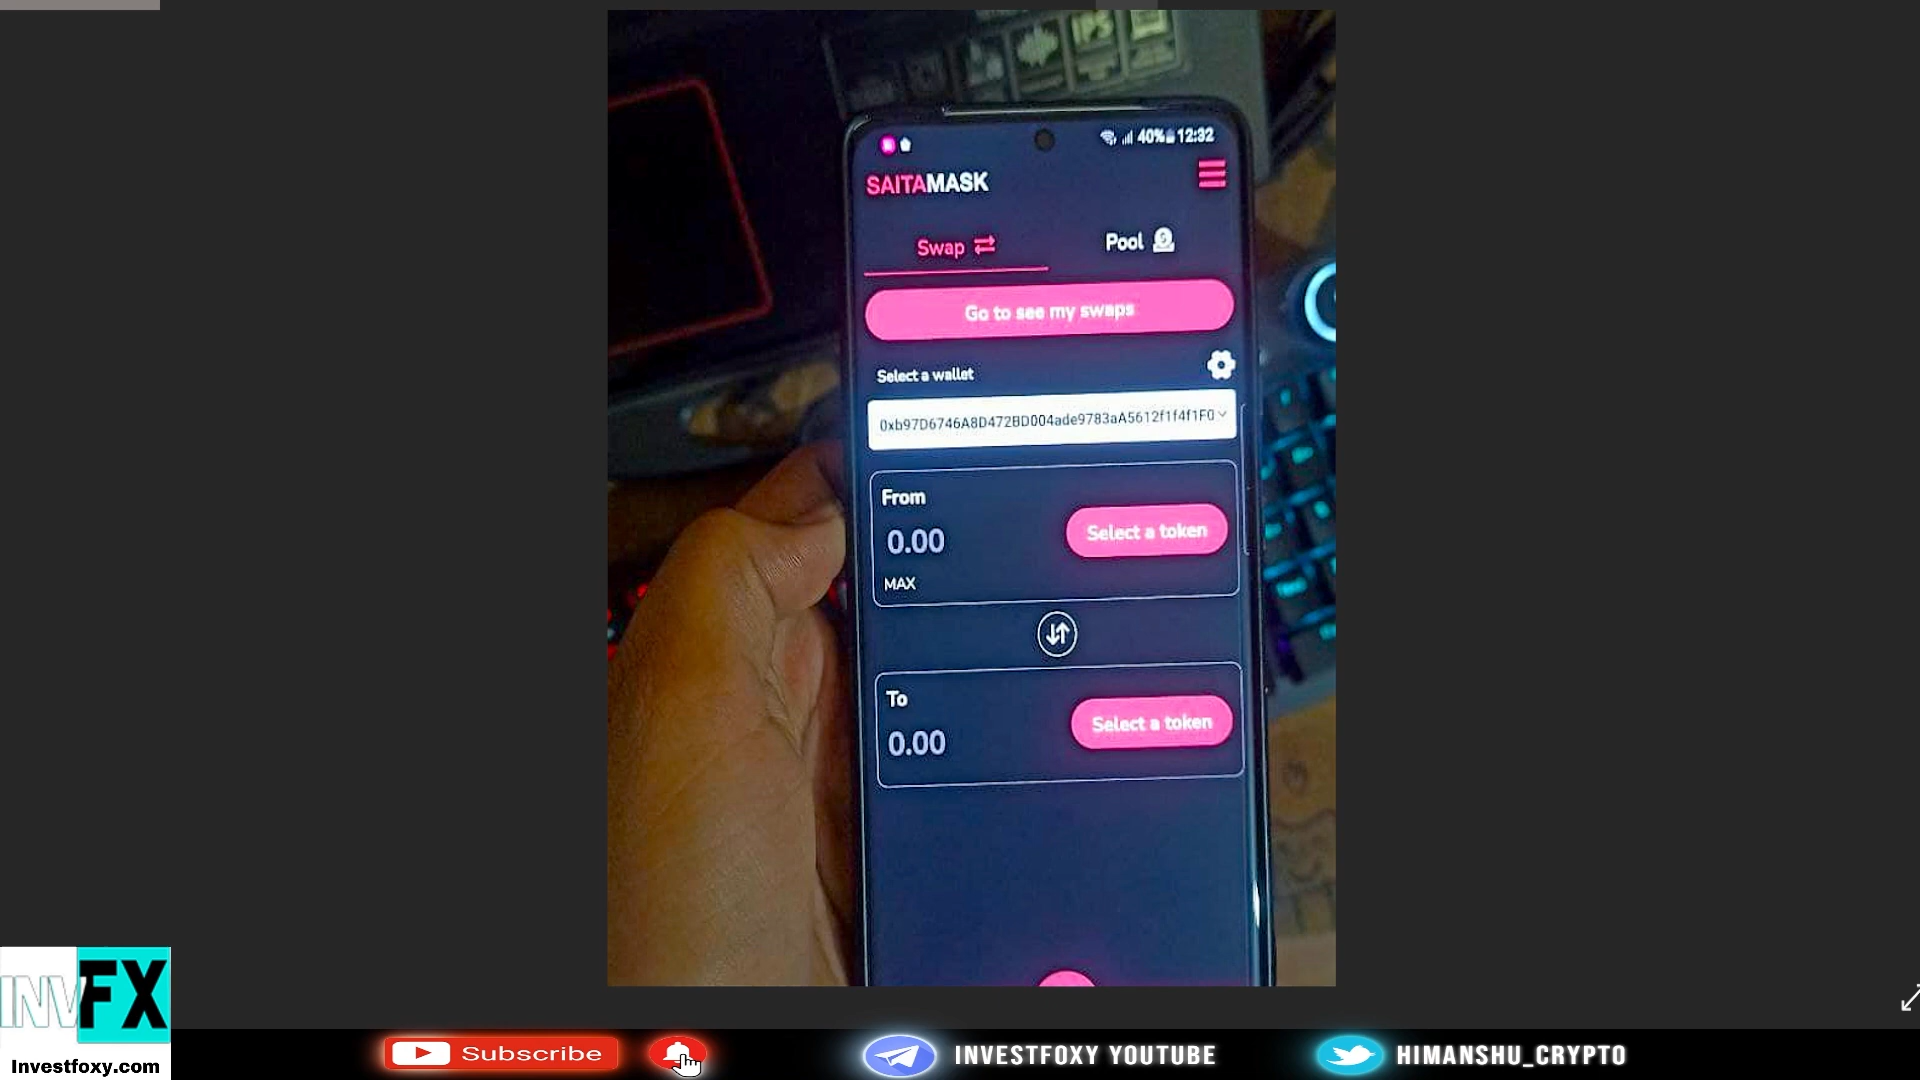 IPS
40% 12:32
SAITAMASK
Swap
Pool
Go to see my swaps
Select a wallet
0xb97D6746A8D472BD004ade9783aA5612f1f4f1F0
From
0.00
Select a token
MAX
To
0.00
Select a token
INVFX
Investfoxy.com
Subscribe
INVESTFOXY YOUTUBE
HIMANSHU_CRYPTO